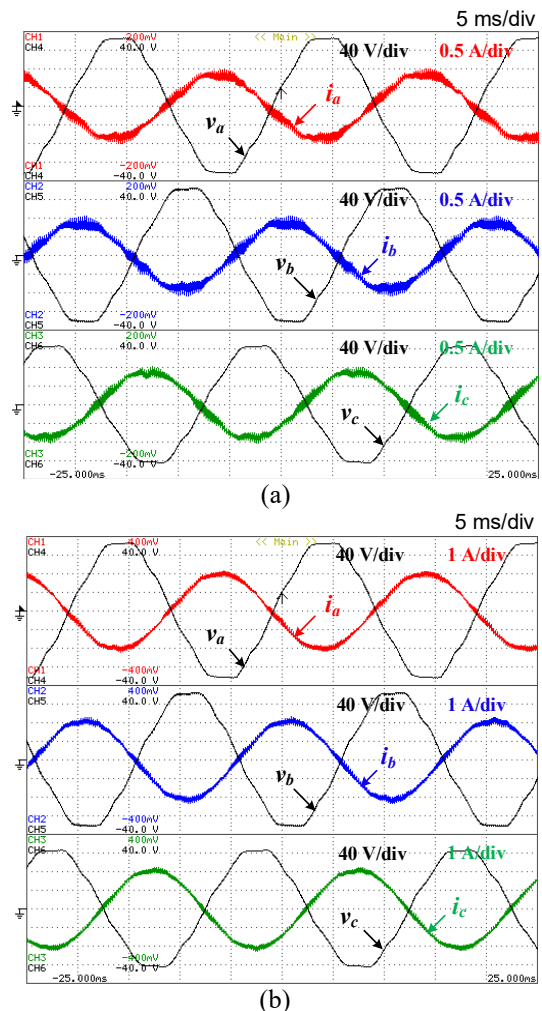 5 ms/div
CH1 200mV << Main >> 40 V/div 0.5 A/div
CH4 40.0 V
ia
va
CH1 -200mV
CH4 -40.0 V
CH2 200mV 40 V/div 0.5 A/div
CH5 40.0 V
ib
vb
CH2 -200mV
CH5 -40.0 V
CH3 200mV 40 V/div 0.5 A/div
CH6 40.0 V
ic
vc
CH3 -200mV
CH6 -40.0 V
-25.000ms 25.000ms
(a)
5 ms/div
CH1 400mV << Main >> 40 V/div 1 A/div
CH4 40.0 V
ia
va
CH1 -400mV
CH4 -40.0 V
CH2 400mV 40 V/div 1 A/div
CH5 40.0 V
ib
vb
CH2 -400mV
CH5 -40.0 V
CH3 400mV 40 V/div 1 A/div
CH6 40.0 V
ic
vc
CH3 -400mV
CH6 -40.0 V
-25.000ms 25.000ms
(b)